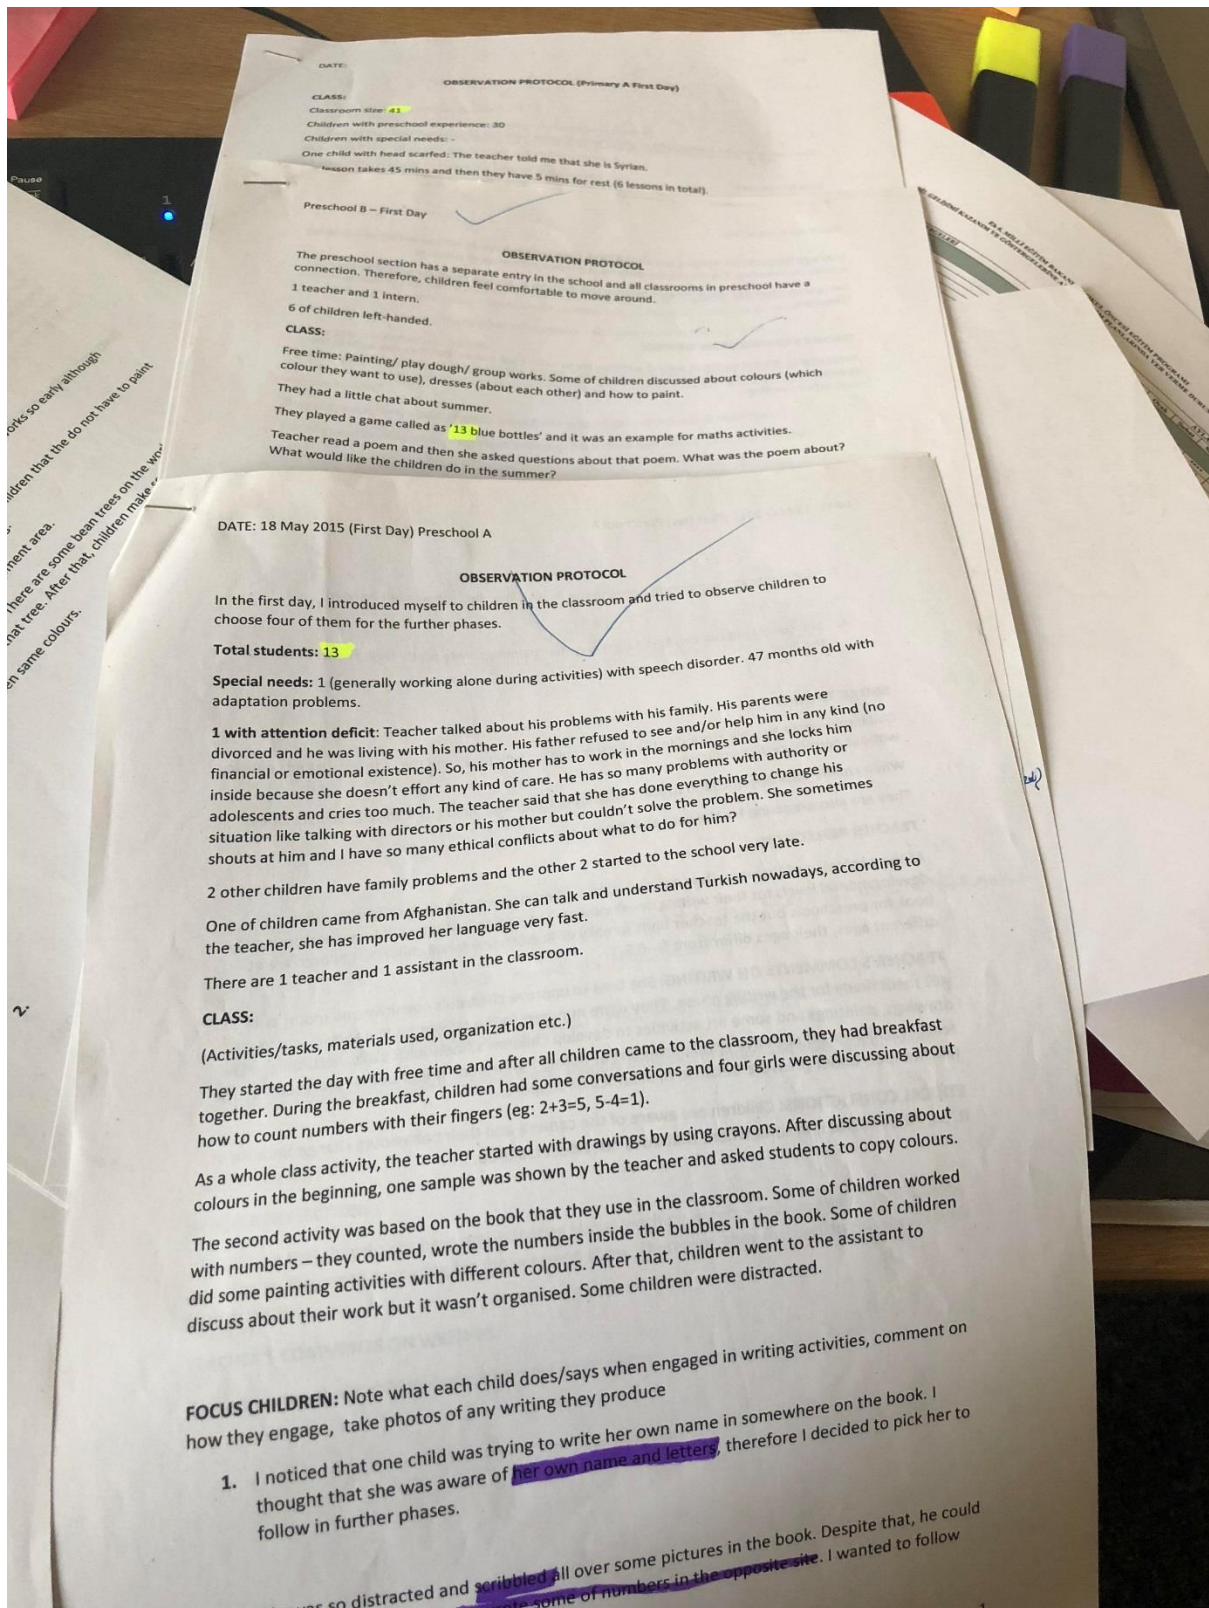 DATE:
OBSERVATION PROTOCOL (Primary A First Day)
CLASS:
Classroom size: 41
Children with preschool experience: 30
Children with special needs: -
One child with head scarfed: The teacher told me that she is Syrian.
lesson takes 45 mins and then they have 5 mins for rest (6 lessons in total).
Preschool B – First Day
OBSERVATION PROTOCOL
The preschool section has a separate entry in the school and all classrooms in preschool have a
connection. Therefore, children feel comfortable to move around.
1 teacher and 1 intern.
6 of children left-handed.
CLASS:
Free time: Painting/ play dough/ group works. Some of children discussed about colours (which
colour they want to use), dresses (about each other) and how to paint.
They had a little chat about summer.
They played a game called as '13 blue bottles' and it was an example for maths activities.
Teacher read a poem and then she asked questions about that poem. What was the poem about?
What would like the children do in the summer?
DATE: 18 May 2015 (First Day) Preschool A
OBSERVATION PROTOCOL
In the first day, I introduced myself to children in the classroom and tried to observe children to
choose four of them for the further phases.
Total students: 13
Special needs: 1 (generally working alone during activities) with speech disorder. 47 months old with
adaptation problems.
1 with attention deficit: Teacher talked about his problems with his family. His parents were
divorced and he was living with his mother. His father refused to see and/or help him in any kind (no
financial or emotional existence). So, his mother has to work in the mornings and she locks him
inside because she doesn't effort any kind of care. He has so many problems with authority or
adolescents and cries too much. The teacher said that she has done everything to change his
situation like talking with directors or his mother but couldn't solve the problem. She sometimes
shouts at him and I have so many ethical conflicts about what to do for him?
2 other children have family problems and the other 2 started to the school very late.
One of children came from Afghanistan. She can talk and understand Turkish nowadays, according to
the teacher, she has improved her language very fast.
There are 1 teacher and 1 assistant in the classroom.
CLASS:
(Activities/tasks, materials used, organization etc.)
They started the day with free time and after all children came to the classroom, they had breakfast
together. During the breakfast, children had some conversations and four girls were discussing about
how to count numbers with their fingers (eg: 2+3=5, 5-4=1).
As a whole class activity, the teacher started with drawings by using crayons. After discussing about
colours in the beginning, one sample was shown by the teacher and asked students to copy colours.
The second activity was based on the book that they use in the classroom. Some of children worked
with numbers – they counted, wrote the numbers inside the bubbles in the book. Some of children
did some painting activities with different colours. After that, children went to the assistant to
discuss about their work but it wasn't organised. Some children were distracted.
FOCUS CHILDREN: Note what each child does/says when engaged in writing activities, comment on
how they engage, take photos of any writing they produce
1. I noticed that one child was trying to write her own name in somewhere on the book. I
thought that she was aware of her own name and letters, therefore I decided to pick her to
follow in further phases.
so distracted and scribbled all over some pictures in the book. Despite that, he could
some of numbers in the opposite site. I wanted to follow
so early although
that the do not have to paint
ment area.
There are some bean trees on the
that tree. After that, children make
same colours.
2.
Pause
1